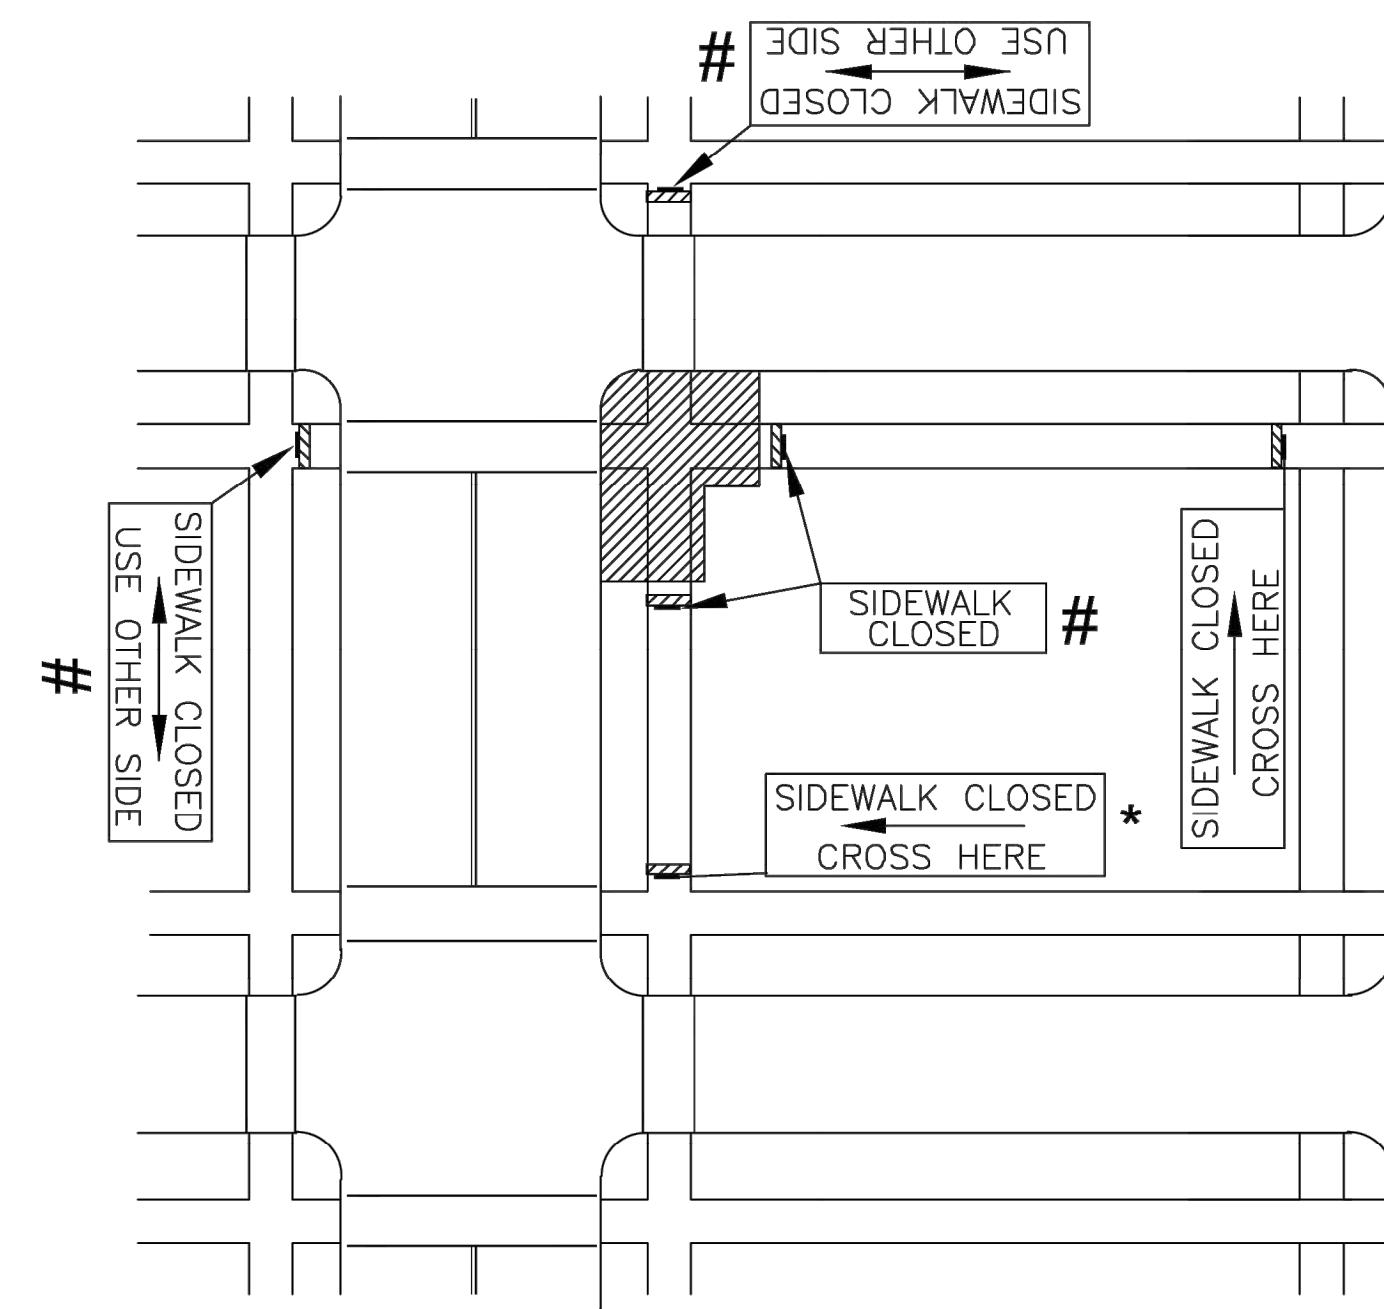 #
SIDEWALK CLOSED
USE OTHER SIDE
SIDEWALK CLOSED
USE OTHER SIDE
#
SIDEWALK
CLOSED
#
SIDEWALK CLOSED
CROSS HERE
SIDEWALK CLOSED
CROSS HERE
*